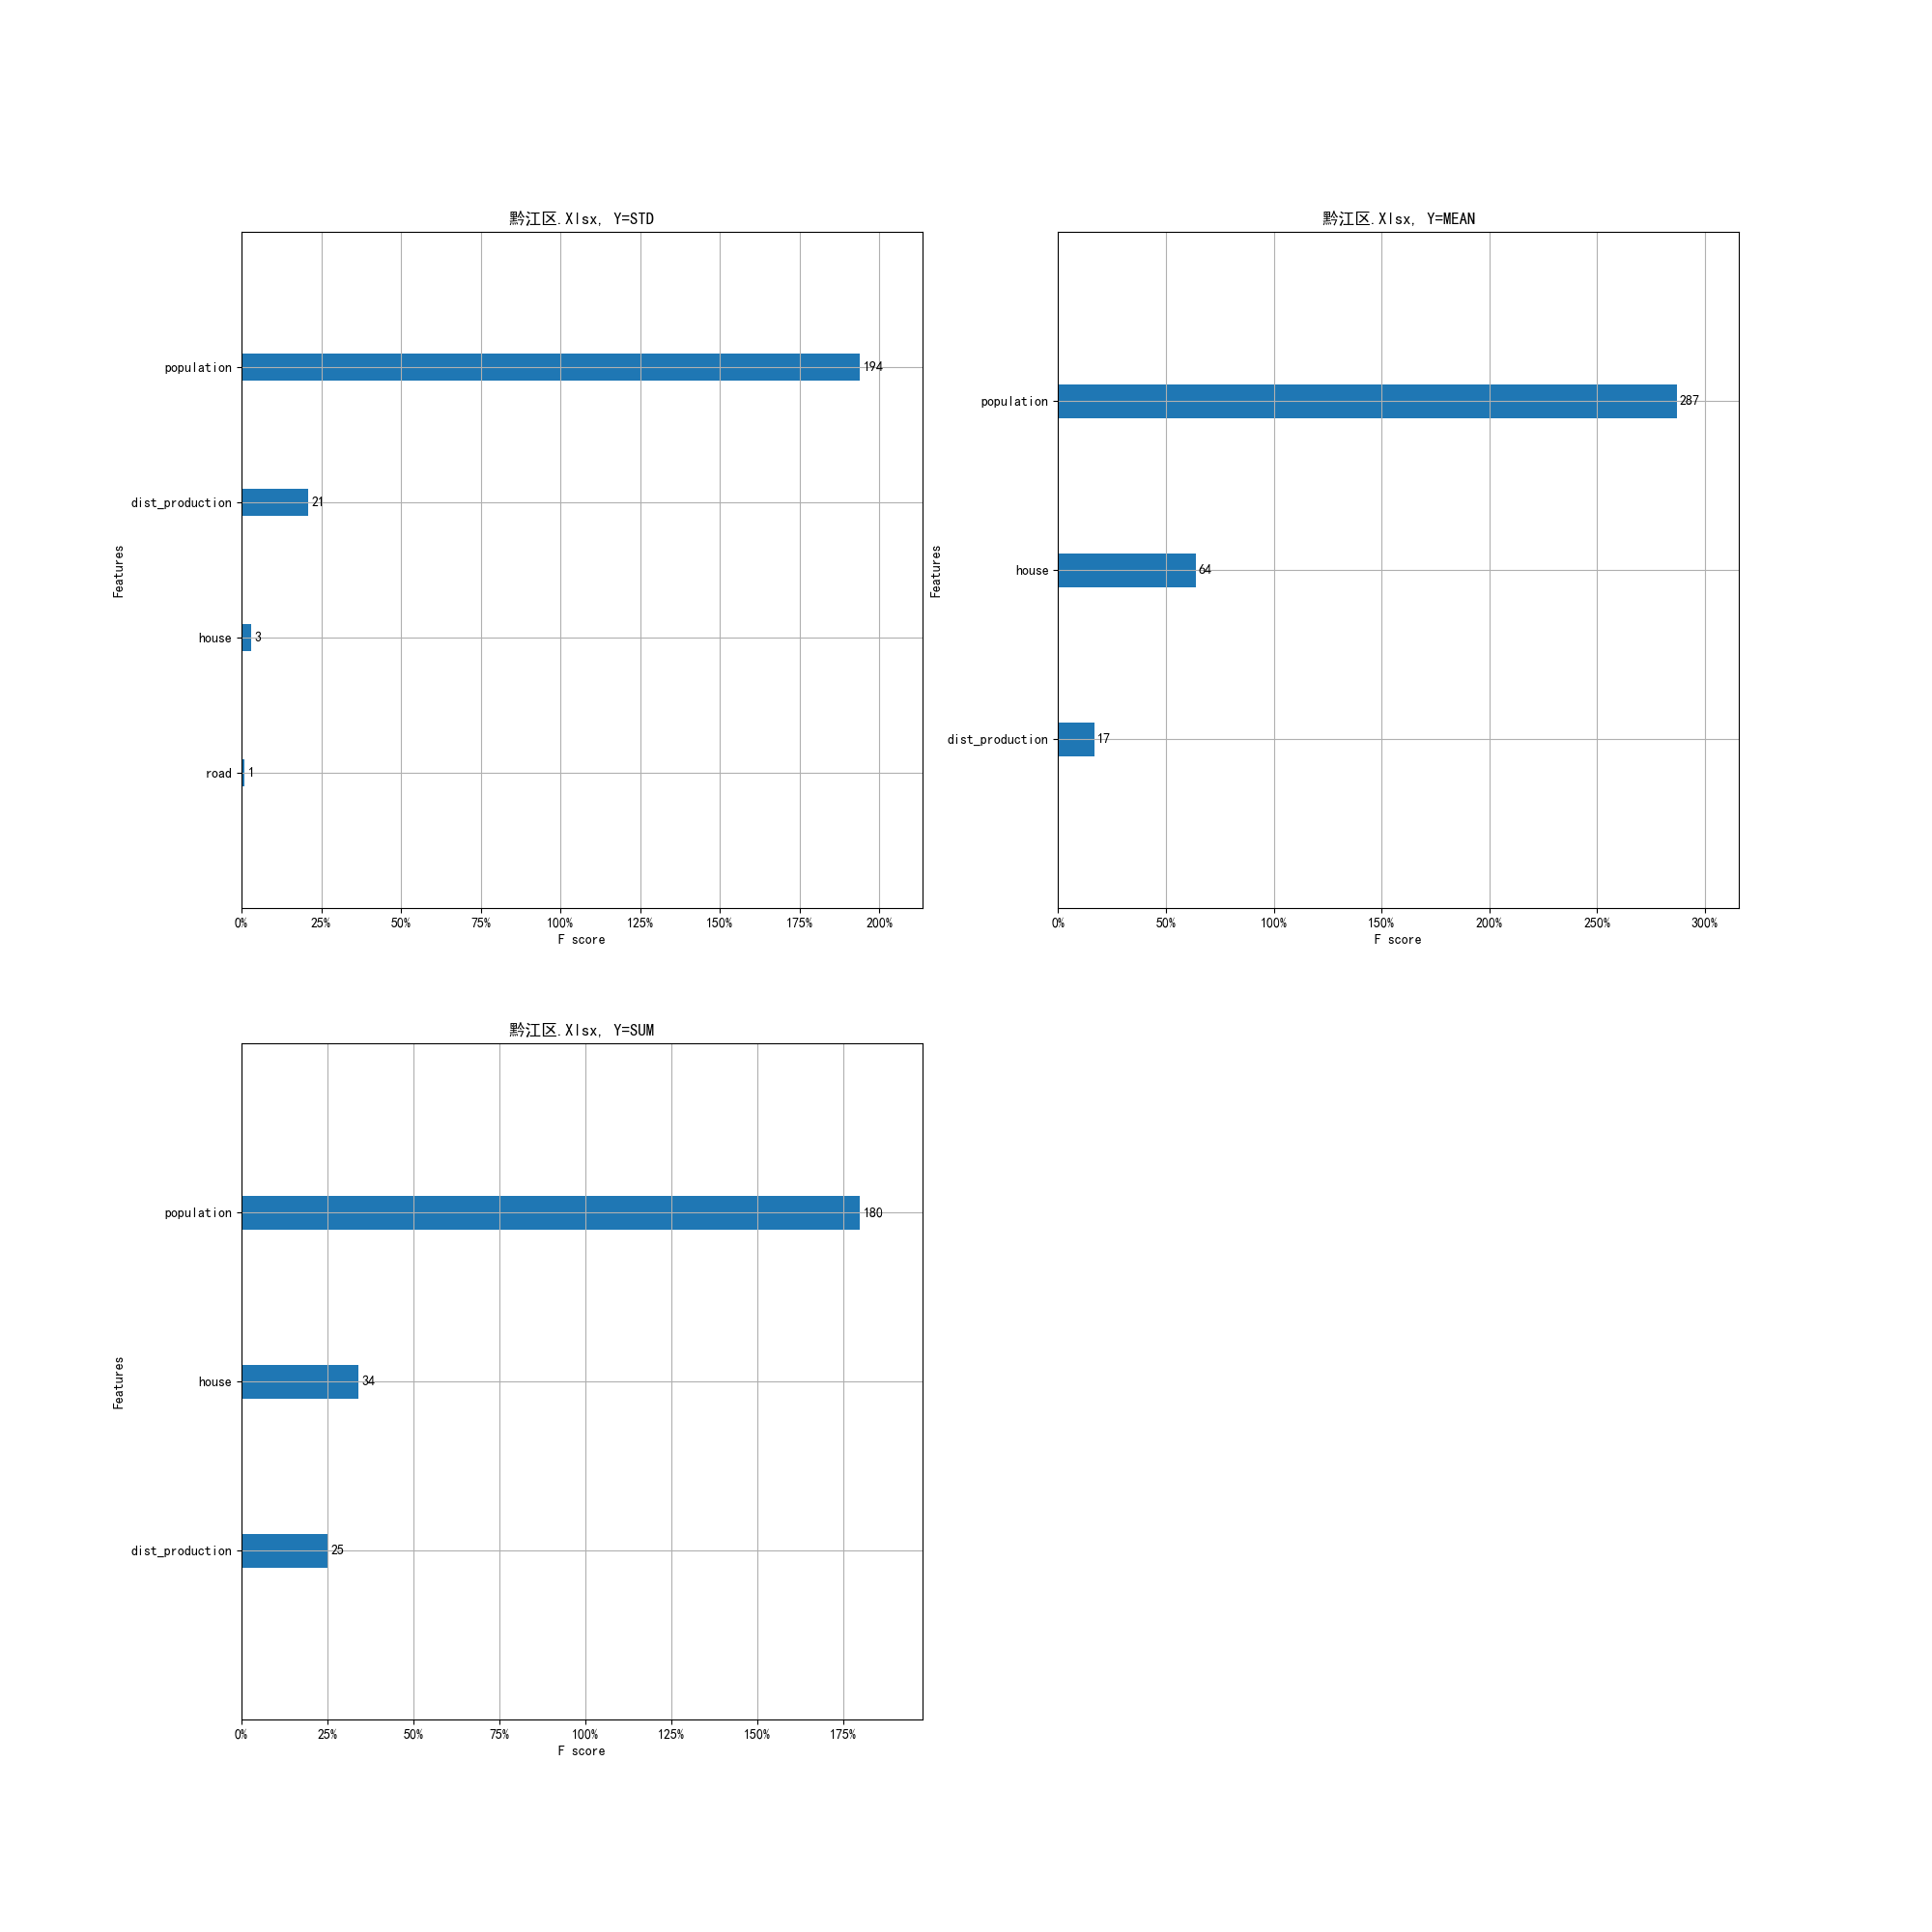 黔江区.Xlsx, Y=STD
population
194
dist_production
21
house
3
road
1
Features
0% 25% 50% 75% 100% 125% 150% 175% 200%
F score
黔江区.Xlsx, Y=MEAN
population
287
house
64
dist_production
17
Features
0% 50% 100% 150% 200% 250% 300%
F score
黔江区.Xlsx, Y=SUM
population
180
house
34
dist_production
25
Features
0% 25% 50% 75% 100% 125% 150% 175%
F score